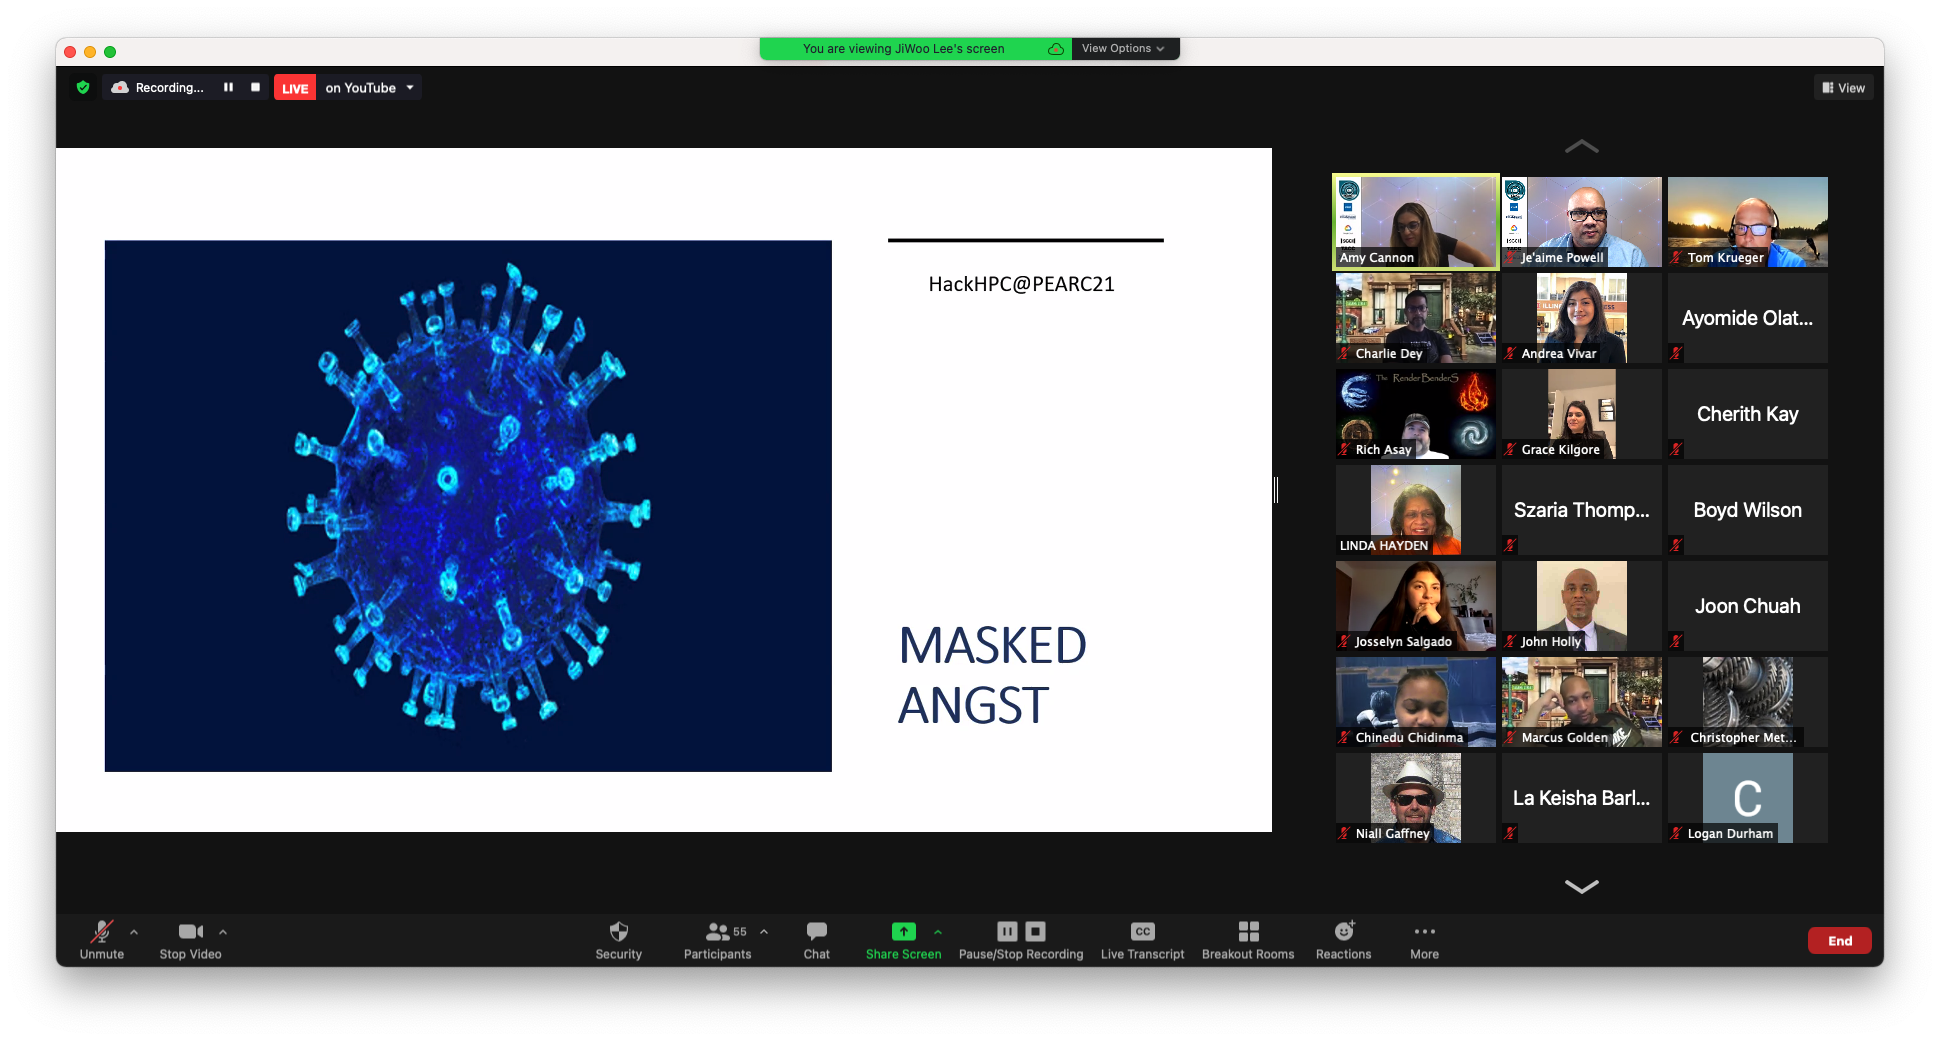 You are viewing JiWoo Lee's screen
View Options
Recording...
LIVE
on YouTube
View
HackHPC@PEARC21
MASKED
ANGST
Amy Cannon
Je'aime Powell
Tom Krueger
Charlie Dey
Andrea Vivar
Ayomide Olat...
The RenderBenderS
Rich Asay
Grace Kilgore
Cherith Kay
LINDA HAYDEN
Szaria Thomp...
Boyd Wilson
Josselyn Salgado
John Holly
Joon Chuah
Chinedu Chidinma
Marcus Golden
Christopher Met...
Niall Gaffney
La Keisha Barl...
C
Logan Durham
Unmute
Stop Video
Security
55
Participants
Chat
Share Screen
Pause/Stop Recording
CC
Live Transcript
Breakout Rooms
Reactions
More
End